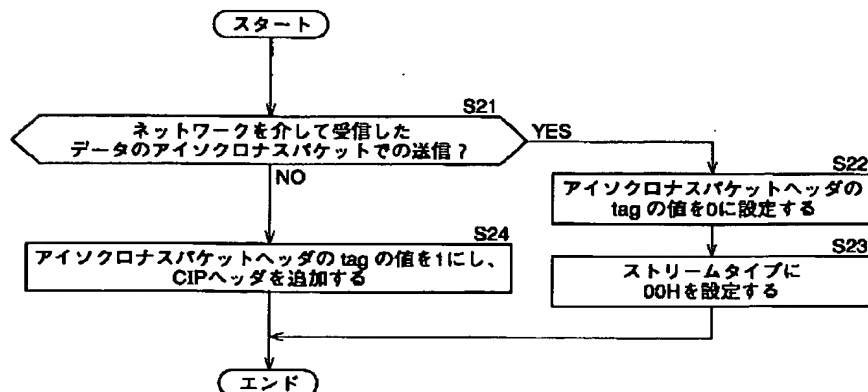 スタート
S21
ネットワークを介して受信した
データのアイソクロナスパケットでの送信?
YES
NO
S22
アイソクロナスパケットヘッダの
tag の値を0に設定する
S23
ストリームタイプに
00Hを設定する
S24
アイソクロナスパケットヘッダの tag の値を1にし、
CIPヘッダを追加する
エンド